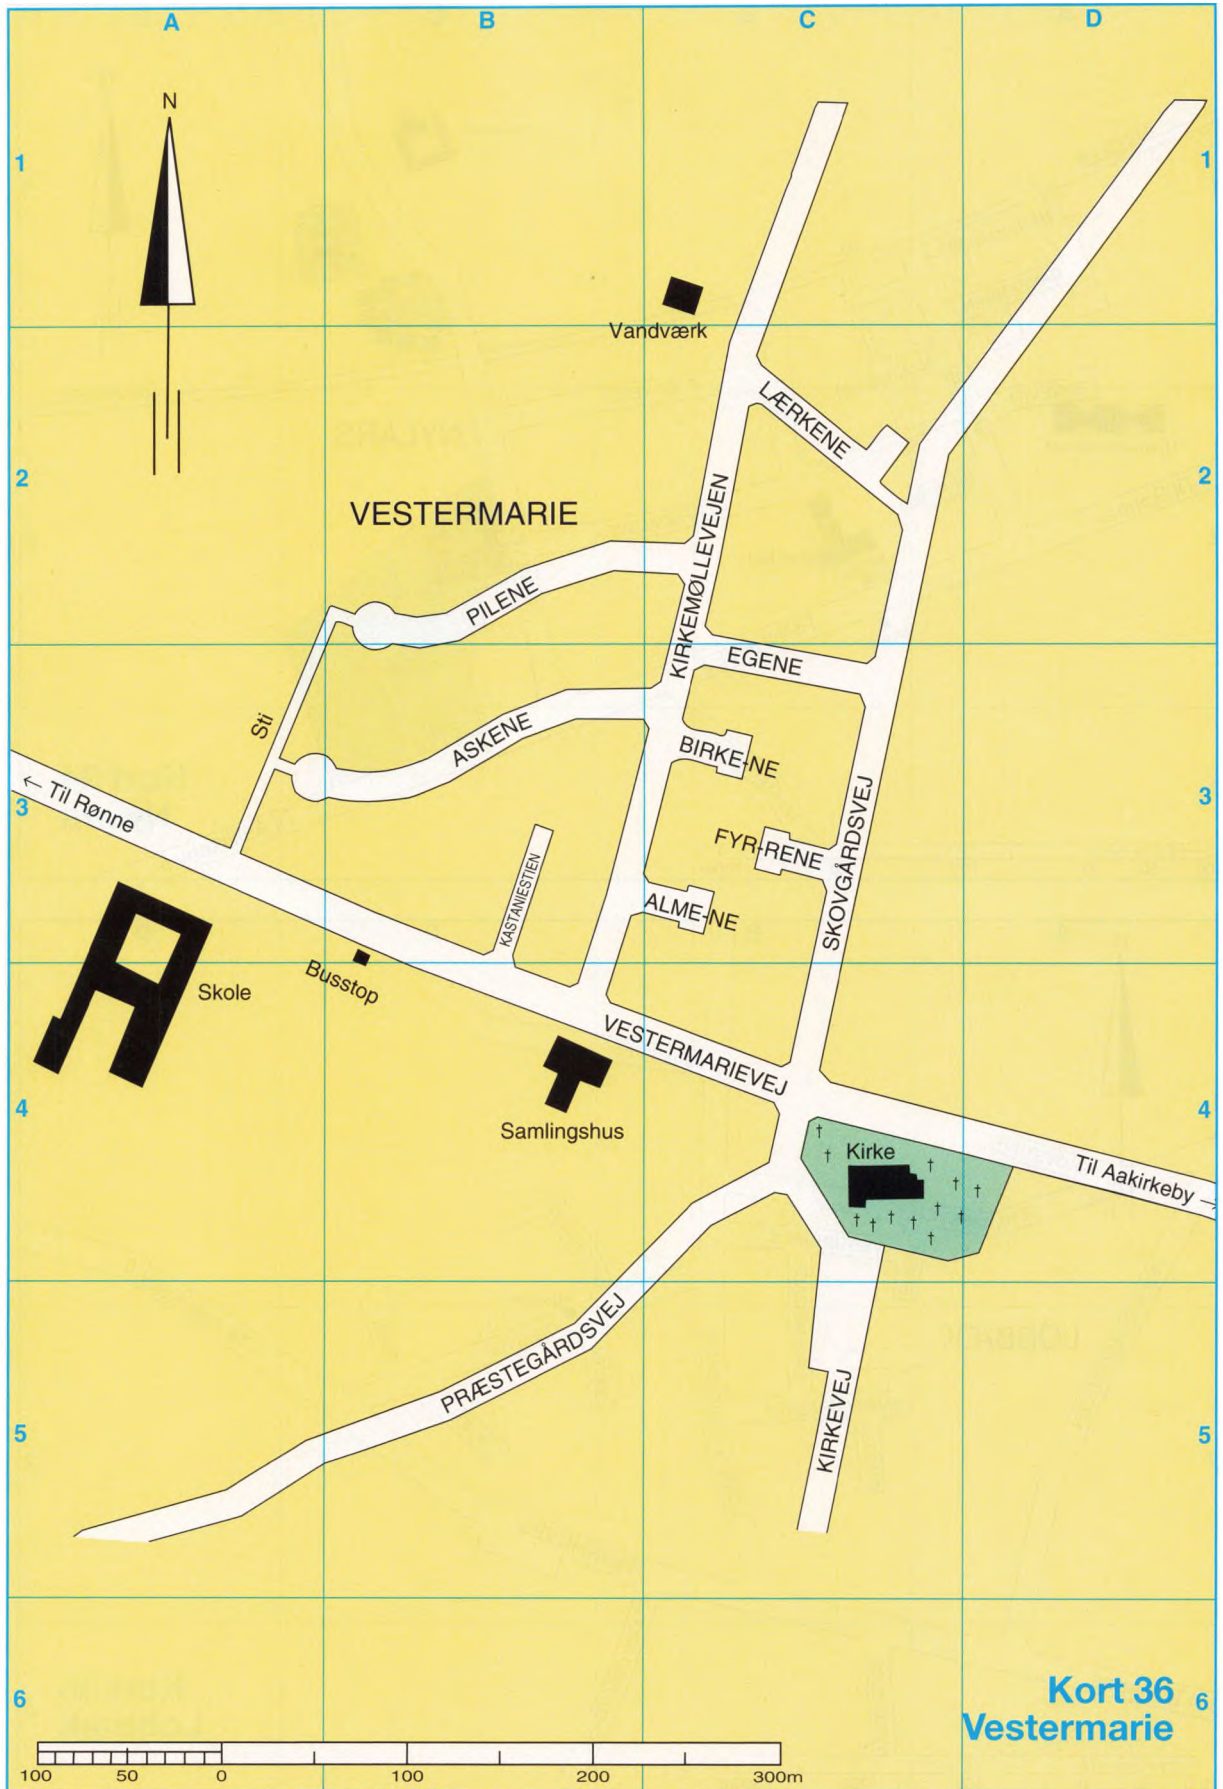 A B C D
N
1 1
Vandværk
LÆRKENE
2 2
VESTERMARIE
KIRKEMØLLEVEJEN
PILENE
EGENE
Sti
ASKENE
BIRKE-NE
← Til Rønne
3 3
SKOVGÅRDSVEJ
FYR-RENE
KASTANIESTIEN
ALME-NE
Busstop
Skole
VESTERMARIEVEJ
4 4
Samlingshus
Kirke
Til Aakirkeby →
PRÆSTEGÅRDSVEJ
KIRKEVEJ
5 5
6 6
Kort 36
Vestermarie
100 50 0 100 200 300m